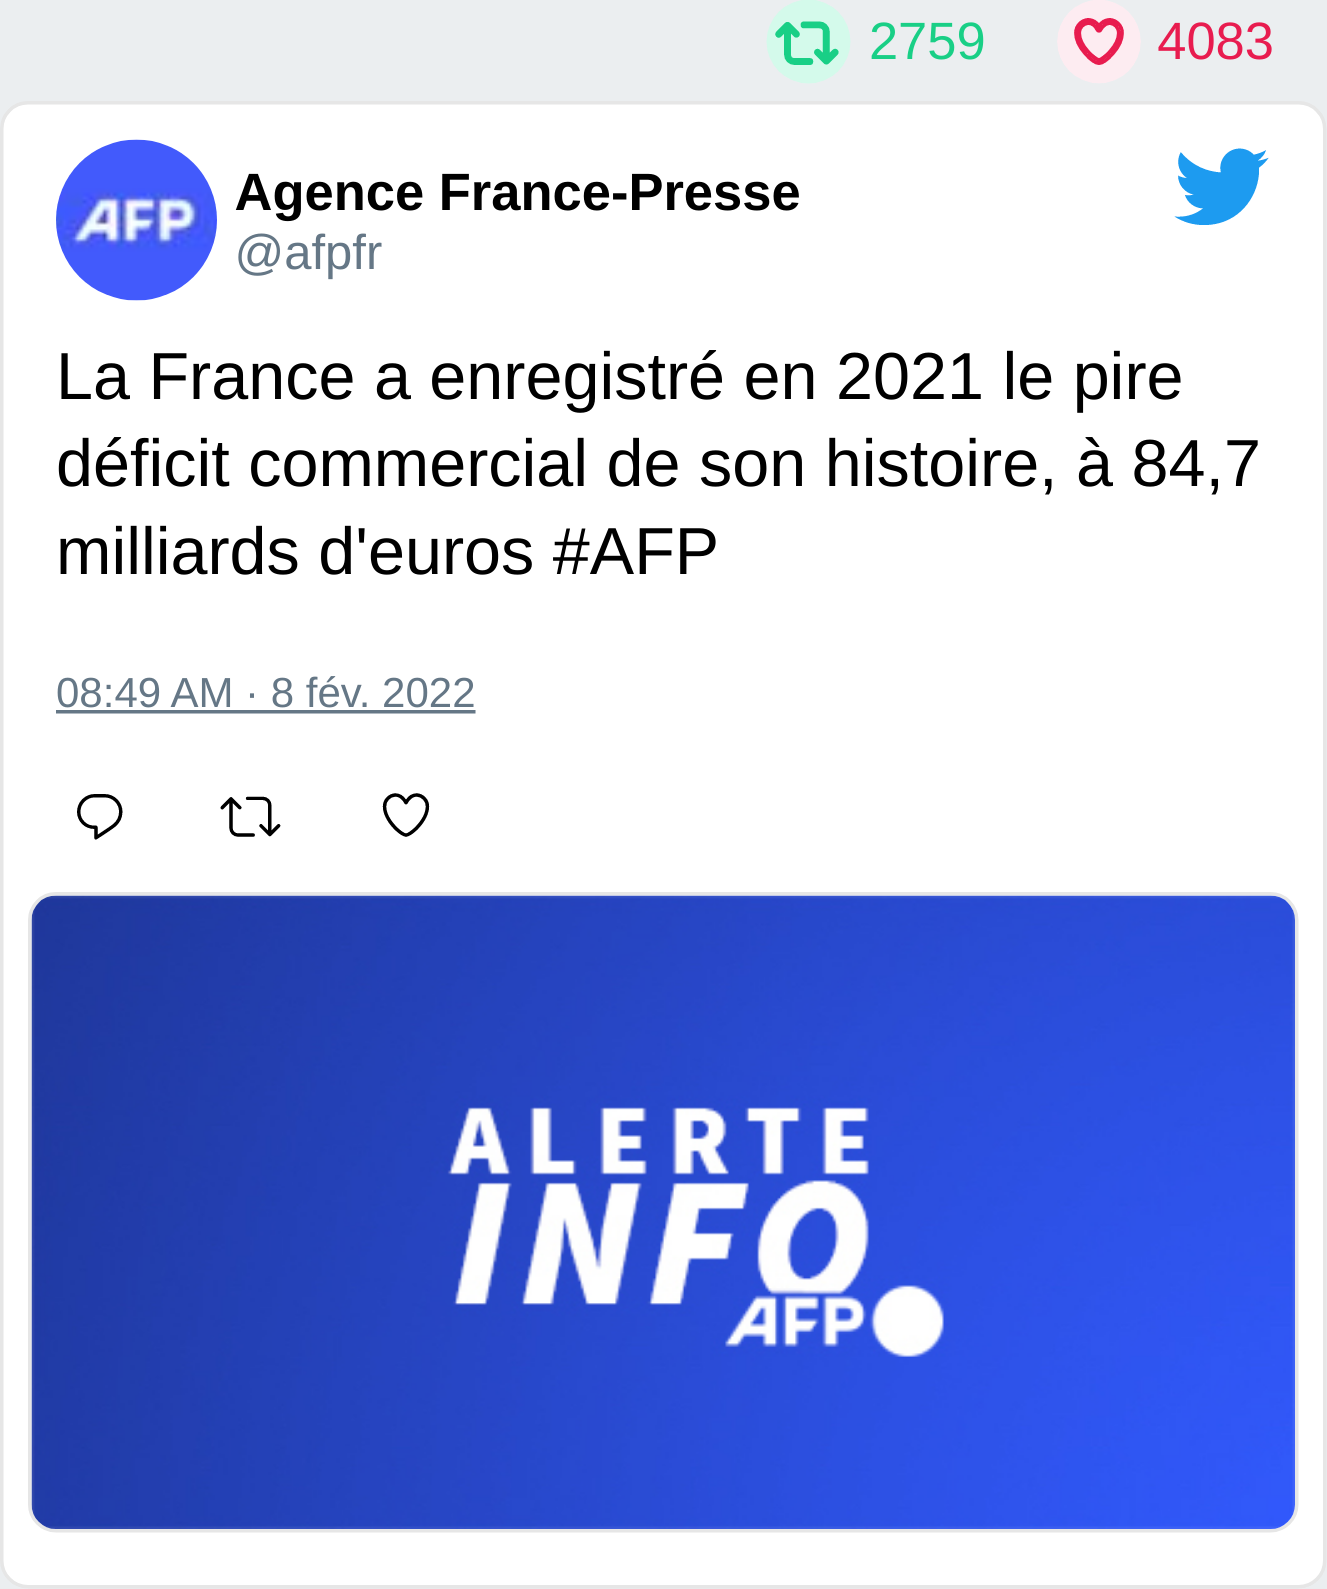 2759 4083
AFP
Agence France-Presse
@afpfr
La France a enregistré en 2021 le pire
déficit commercial de son histoire, à 84,7
milliards d'euros #AFP
08:49 AM · 8 fév. 2022
ALERTE
INFO
AFP